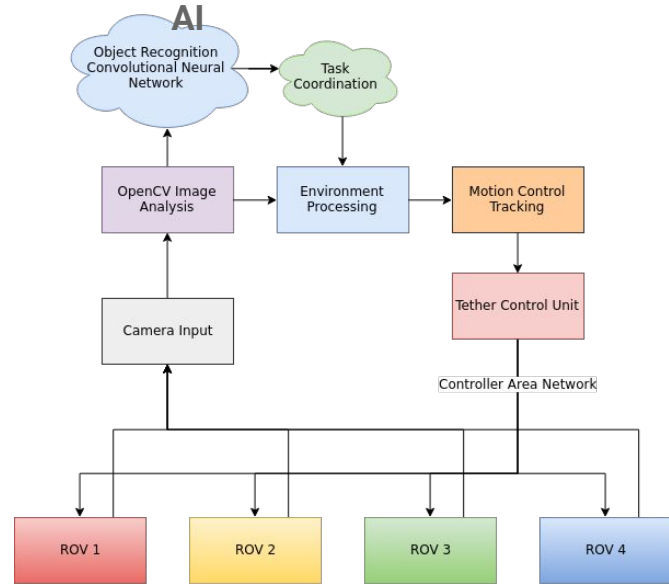 AI
Object Recognition
Convolutional Neural
Network
Task
Coordination
OpenCV Image
Analysis
Environment
Processing
Motion Control
Tracking
Camera Input
Tether Control Unit
Controller Area Network
ROV 1
ROV 2
ROV 3
ROV 4